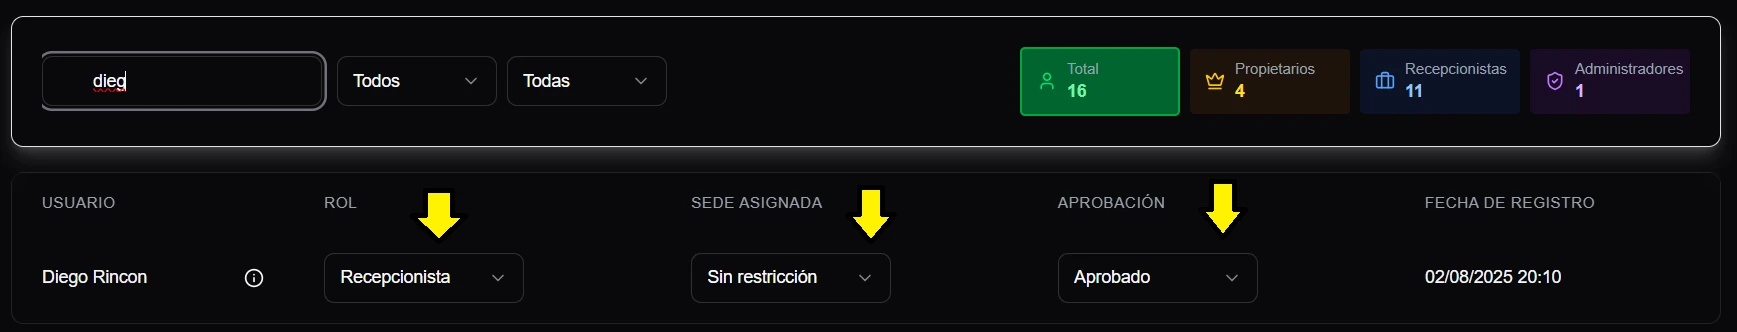 dieg
Todos
Todas
Total
16
Propietarios
4
Recepcionistas
11
Administradores
1
USUARIO
ROL
SEDE ASIGNADA
APROBACIÓN
FECHA DE REGISTRO
Diego Rincon
Recepcionista
Sin restricción
Aprobado
02/08/2025 20:10